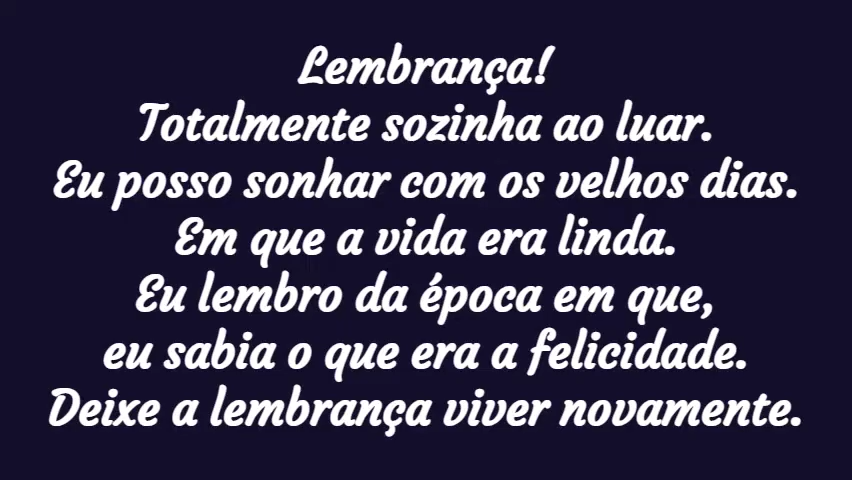 Lembrança!
Totalmente sozinha ao luar.
Eu posso sonhar com os velhos dias.
Em que a vida era linda.
Eu lembro da época em que,
eu sabia o que era a felicidade.
Deixe a lembrança viver novamente.